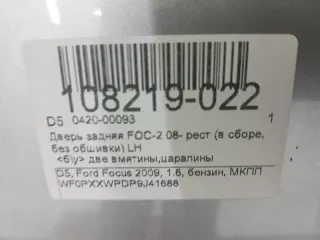 108219-022
D5 0420-00093 1
Дверь задняя FOC-2 08- рест (в сборе,
без обшивки) LH
<б\у> две вмятины,царапины
D5, Ford Focus 2009, 1.6, бензин, МКПП
WF0PXXWPDP9J41688